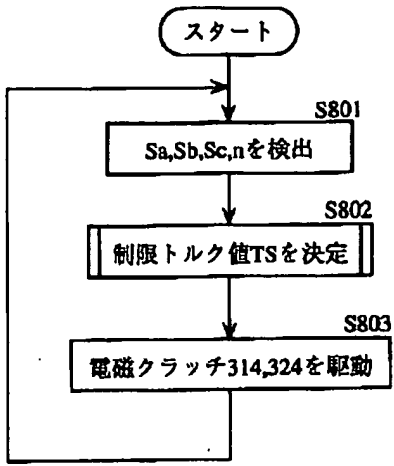 スタート
S801
Sa,Sb,Sc,nを検出
S802
制限トルク値TSを決定
S803
電磁クラッチ314,324を駆動